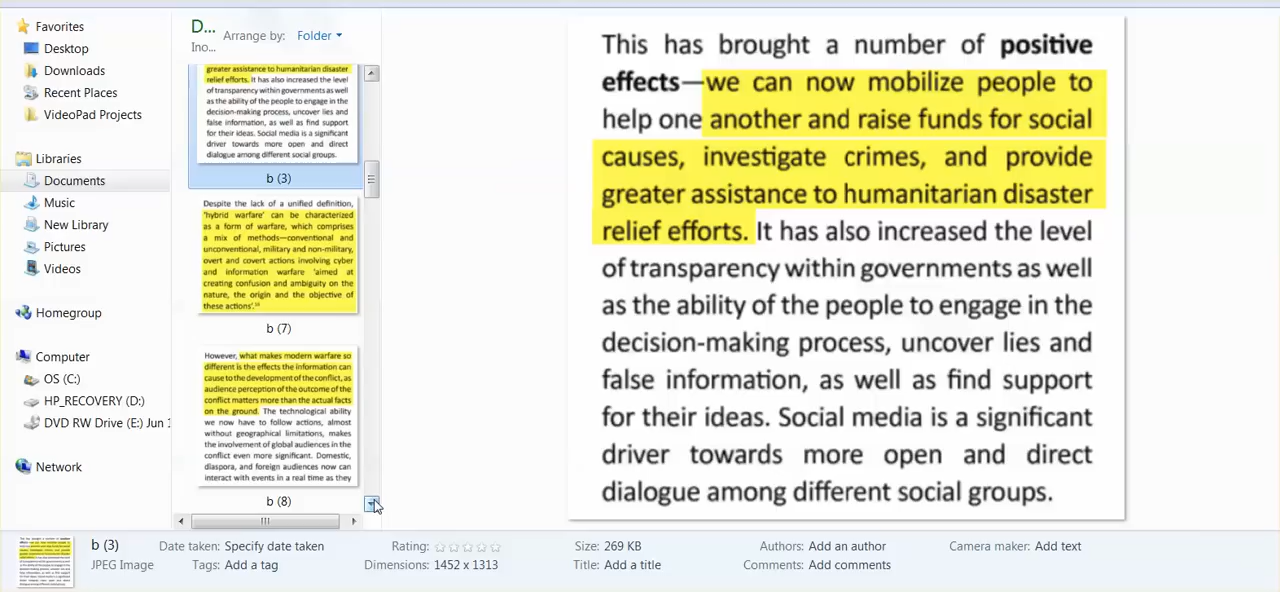 Favorites
Desktop
Downloads
Recent Places
VideoPad Projects
Libraries
Documents
Music
New Library
Pictures
Videos
Homegroup
Computer
OS (C:)
HP_RECOVERY (D:)
DVD RW Drive (E:) Jun 1
Network
D...
Ino...
Arrange by: Folder
greater assistance to humanitarian disaster
relief efforts. It has also increased the level
of transparency within governments as well
as the ability of the people to engage in the
decision-making process, uncover lies and
false information, as well as find support
for their ideas. Social media is a significant
driver towards more open and direct
dialogue among different social groups.
b (3)
Despite the lack of a unified definition,
'hybrid warfare' can be characterized
as a form of warfare, which comprises
a mix of methods—conventional and
unconventional, military and non-military,
overt and covert actions involving cyber
and information warfare 'aimed at
creating confusion and ambiguity on the
nature, the origin and the objective of
these actions'.
b (7)
However, what makes modern warfare so
different is the effects the information can
cause to the development of the conflict, as
audience perception of the outcome of the
conflict matters more than the actual facts
on the ground. The technological ability
we now have to follow actions, almost
without geographical limitations, makes
the involvement of global audiences in the
conflict even more significant. Domestic,
diaspora, and foreign audiences now can
interact with events in a real time as they
b (8)
This has brought a number of positive
effects—we can now mobilize people to
help one another and raise funds for social
causes, investigate crimes, and provide
greater assistance to humanitarian disaster
relief efforts. It has also increased the level
of transparency within governments as well
as the ability of the people to engage in the
decision-making process, uncover lies and
false information, as well as find support
for their ideas. Social media is a significant
driver towards more open and direct
dialogue among different social groups.
b (3)
JPEG Image
Date taken: Specify date taken
Tags: Add a tag
Rating:
Dimensions: 1452 x1313
Size: 269 KB
Title: Add a title
Authors: Add an author
Comments: Add comments
Camera maker: Add text